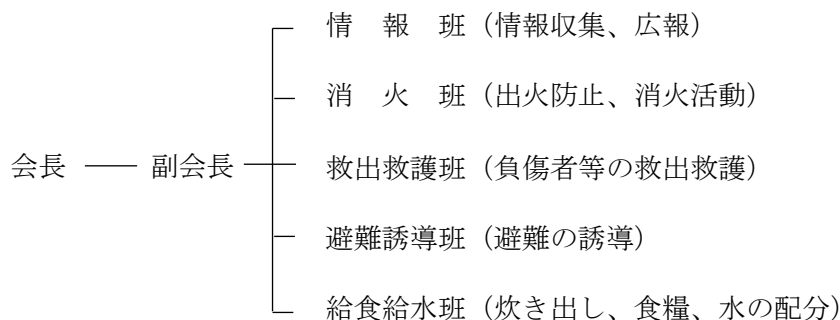 情　報　班（情報収集、広報）
消　火　班（出火防止、消火活動）
会長 ―― 副会長 救出救護班（負傷者等の救出救護）
避難誘導班（避難の誘導）
給食給水班（炊き出し、食糧、水の配分）